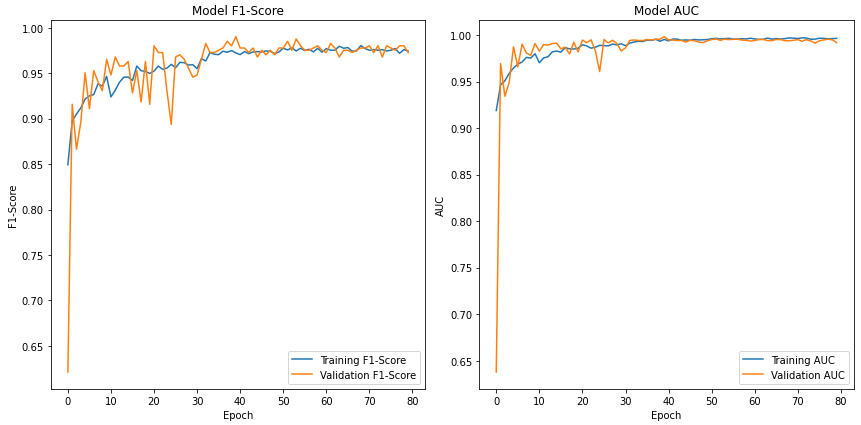 Model F1-Score
1.00
0.95
0.90
0.85
0.80
0.75
0.70
0.65
F1-Score
0 10 20 30 40 50 60 70 80
Epoch
Training F1-Score
Validation F1-Score
Model AUC
1.00
0.95
0.90
0.85
0.80
0.75
0.70
0.65
AUC
0 10 20 30 40 50 60 70 80
Epoch
Training AUC
Validation AUC